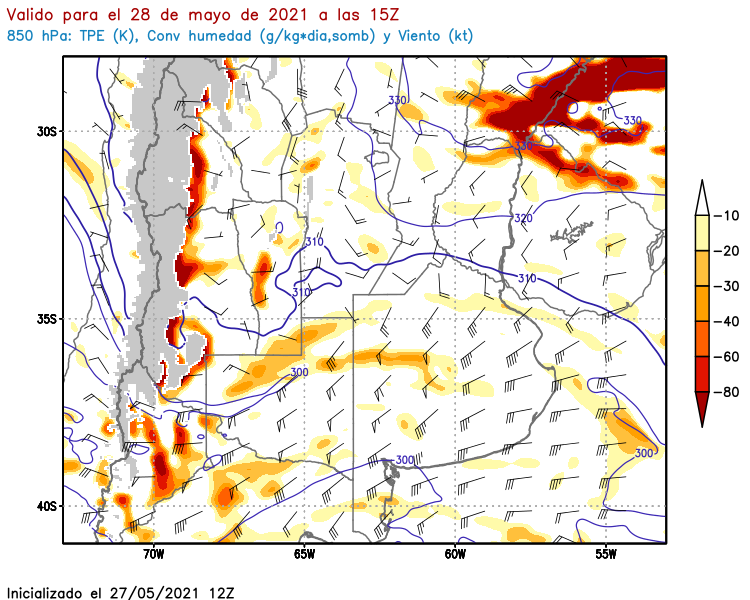 Valido para el 28 de mayo de 2021 a las 15Z
850 hPa: TPE (K), Conv humedad (g/kg*dia,somb) y Viento (kt)
330
330
30S
330
320
310
310
310
35S
300
300
300
40S
70W 65W 60W 55W
-10
-20
-30
-40
-60
-80
Inicializado el 27/05/2021 12Z